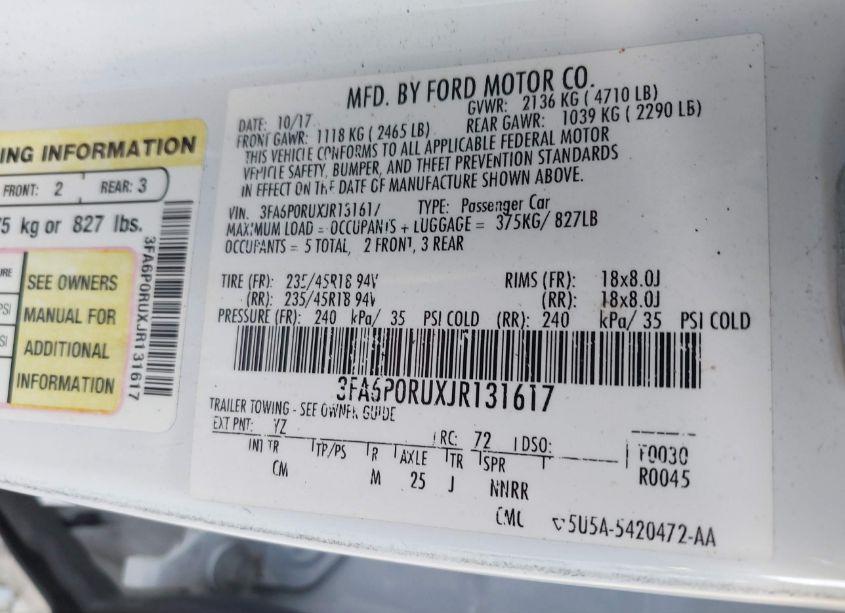 ING INFORMATION
FRONT: 2 REAR: 3
75 kg or 827 lbs.
SEE OWNERS
MANUAL FOR
ADDITIONAL
INFORMATION
PSI
SI
3FA6P0RUXJR131617
MFD. BY FORD MOTOR CO.
DATE: 10/17 GVWR: 2136 KG ( 4710 LB)
FRONT GAWR: 1118 KG ( 2465 LB) REAR GAWR: 1039 KG ( 2290 LB)
THIS VEHICLE CONFORMS TO ALL APPLICABLE FEDERAL MOTOR
VEHICLE SAFETY, BUMPER, AND THEFT PREVENTION STANDARDS
IN EFFECT ON THE DATE OF MANUFACTURE SHOWN ABOVE.
VIN: 3FA6P0RUXJR131617 TYPE: Passenger Car
MAXIMUM LOAD = OCCUPANTS + LUGGAGE = 375KG/ 827LB
OCCUPANTS = 5 TOTAL, 2 FRONT, 3 REAR
TIRE (FR): 235/45R18 94V RIMS (FR): 18x8.0J
(RR): 235/45R18 94V (RR): 18x8.0J
PRESSURE (FR): 240 kPa/ 35 PSI COLD (RR): 240 kPa/ 35 PSI COLD
3FA6P0RUXJR131617
TRAILER TOWING - SEE OWNER GUIDE
EXT PNT: YZ RC: 72 DSO: F0030
INT TR TP/PS R AXLE TR SPR R0045
CM M 25 J NNRR
CMC 5U5A-5420472-AA